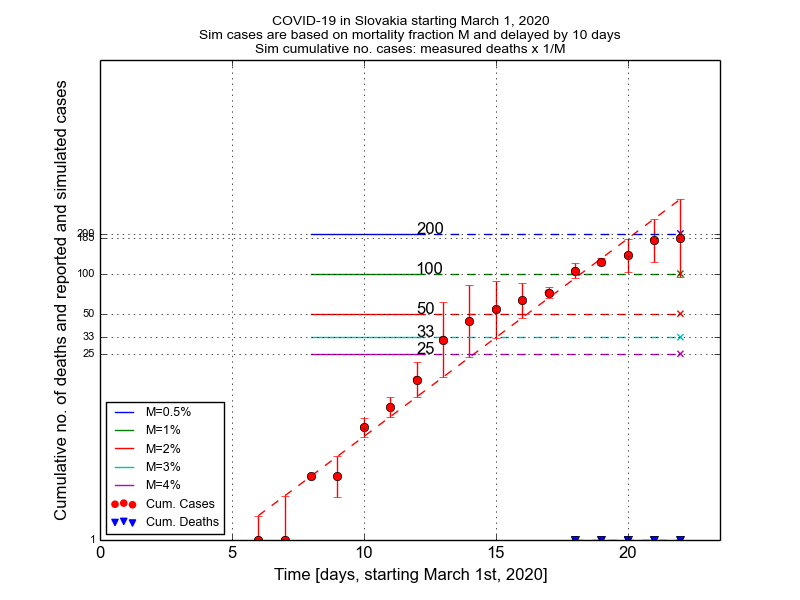 COVID-19 in Slovakia starting March 1, 2020
Sim cases are based on mortality fraction M and delayed by 10 days
Sim cumulative no. cases: measured deaths x 1/M
Cumulative no. of deaths and reported and simulated cases
200
185
100
50
33
25
1
200
100
50
33
25
M=0.5%
M=1%
M=2%
M=3%
M=4%
Cum. Cases
Cum. Deaths
0 5 10 15 20
Time [days, starting March 1st, 2020]